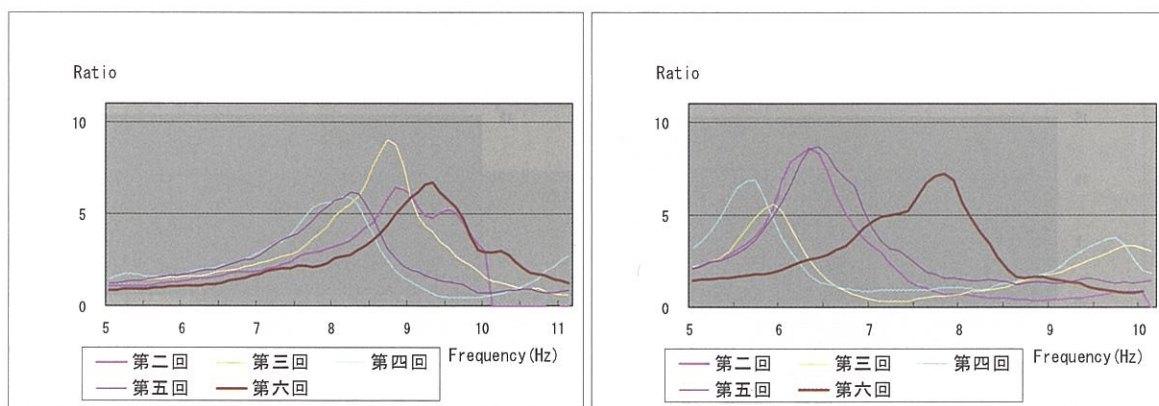 Ratio
10
5
0
5 6 7 8 9 10 11
Frequency(Hz)
第二回 第三回 第四回
第五回 第六回
Ratio
10
5
0
5 6 7 8 9 10
Frequency(Hz)
第二回 第三回 第四回
第五回 第六回